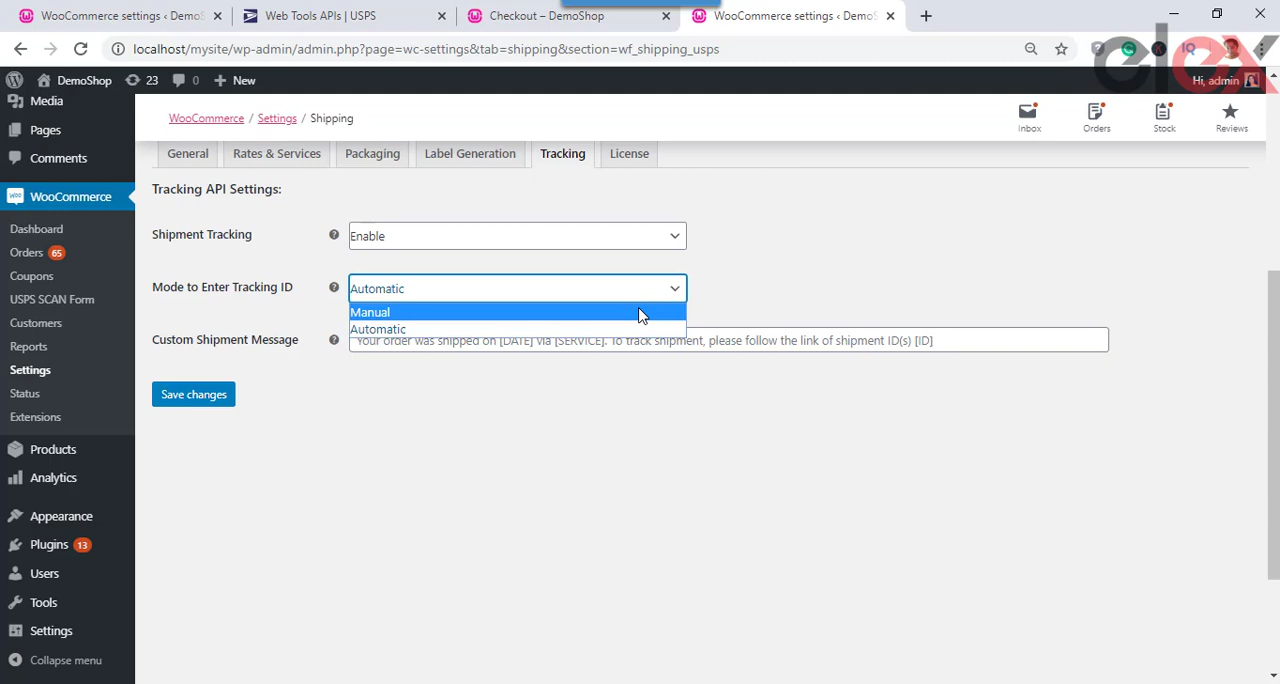 WooCommerce settings ‹ DemoS
Web Tools APIs | USPS
Checkout – DemoShop
WooCommerce settings ‹ DemoS
localhost/mysite/wp-admin/admin.php?page=wc-settings&tab=shipping&section=wf_shipping_usps
IQ
elex
DemoShop
23
0
New
Hi, admin
Media
Pages
Comments
WooCommerce
Dashboard
Orders 65
Coupons
USPS SCAN Form
Customers
Reports
Settings
Status
Extensions
Products
Analytics
Appearance
Plugins 13
Users
Tools
Settings
Collapse menu
WooCommerce / Settings / Shipping
Inbox
Orders
Stock
Reviews
General
Rates & Services
Packaging
Label Generation
Tracking
License
Tracking API Settings:
Shipment Tracking
Enable
Mode to Enter Tracking ID
Automatic
Manual
Automatic
Custom Shipment Message
Your order was shipped on [DATE] via [SERVICE]. To track shipment, please follow the link of shipment ID(s) [ID]
Save changes